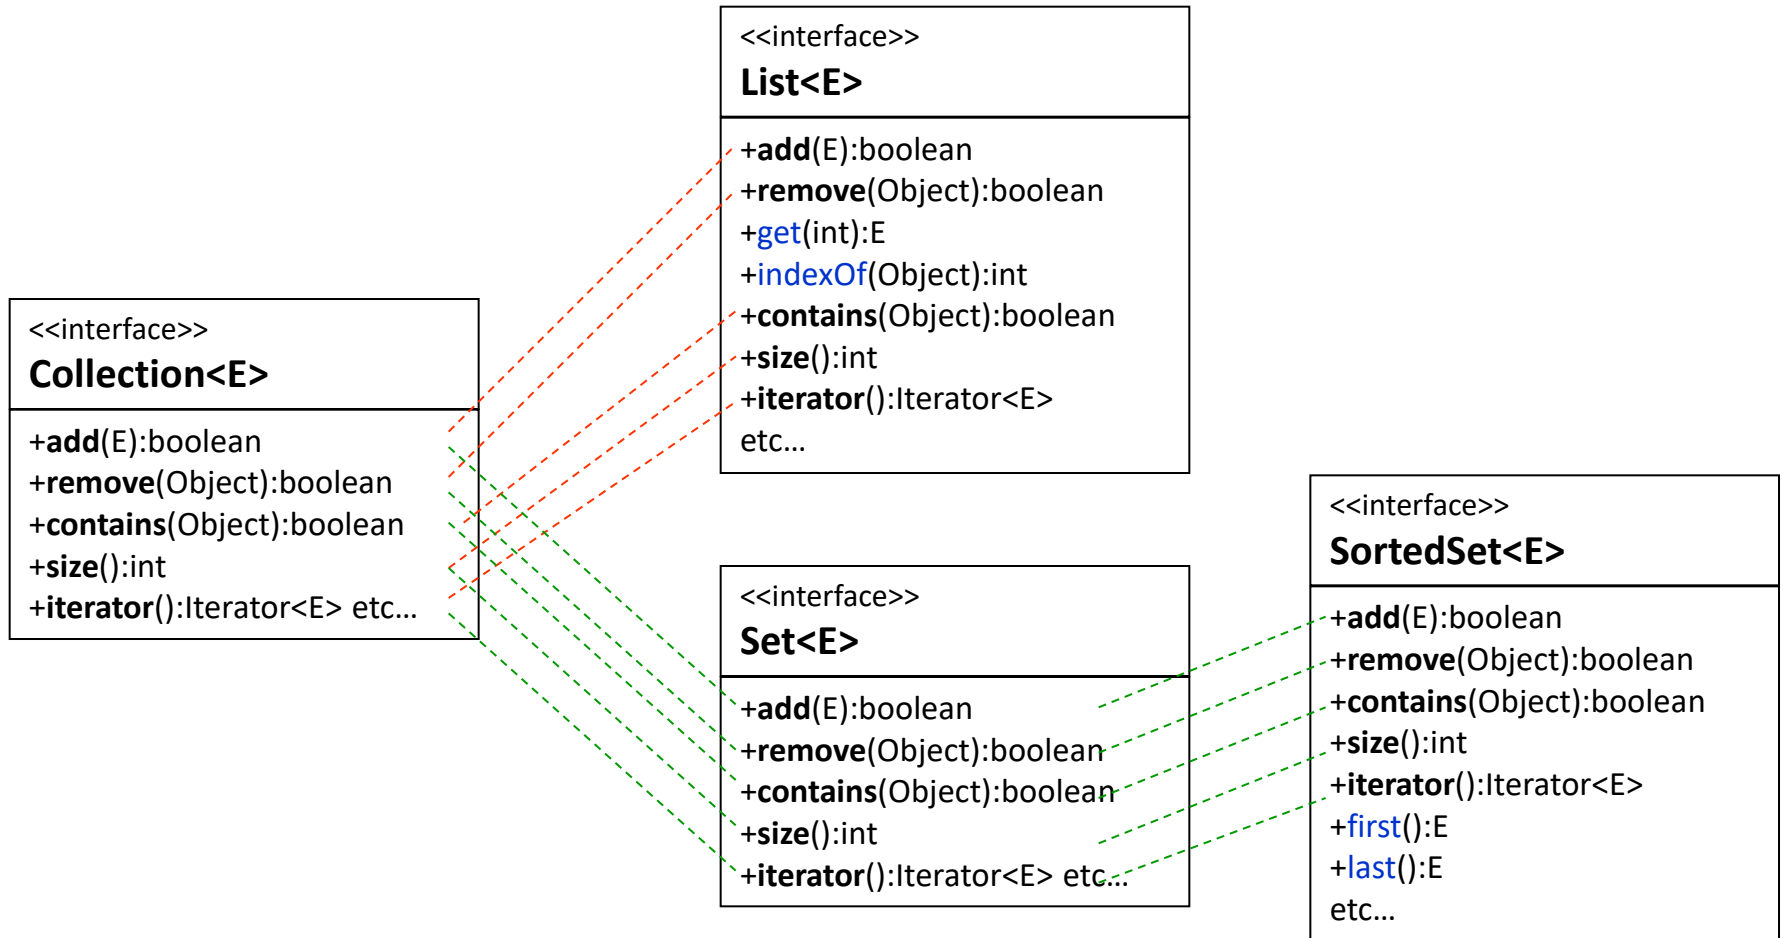 <<interface>>
List<E>
+add(E):boolean
+remove(Object):boolean
+get(int):E
+indexOf(Object):int
+contains(Object):boolean
+size():int
+iterator():Iterator<E>
etc…
<<interface>>
Collection<E>
+add(E):boolean
+remove(Object):boolean
+contains(Object):boolean
+size():int
+iterator():Iterator<E> etc…
<<interface>>
Set<E>
+add(E):boolean
+remove(Object):boolean
+contains(Object):boolean
+size():int
+iterator():Iterator<E> etc…
<<interface>>
SortedSet<E>
+add(E):boolean
+remove(Object):boolean
+contains(Object):boolean
+size():int
+iterator():Iterator<E>
+first():E
+last():E
etc…